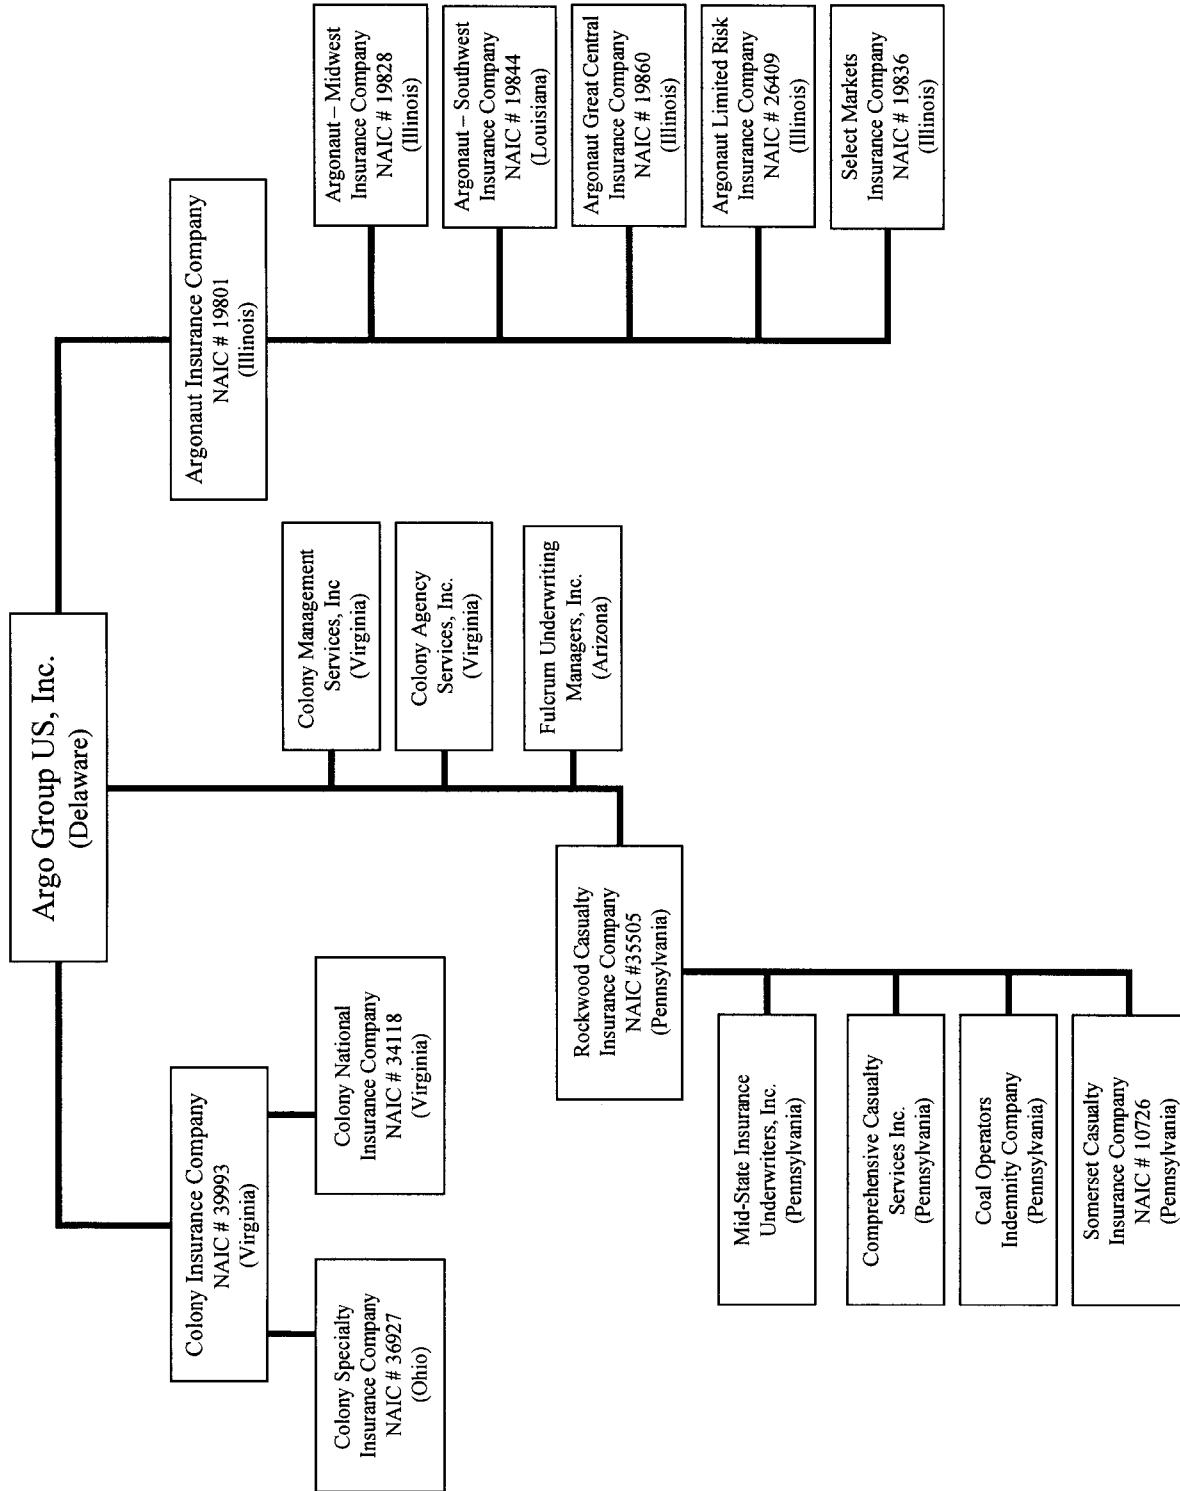 Argo Group US, Inc.
(Delaware)
Colony Insurance Company
NAIC # 39993
(Virginia)
Colony Specialty
Insurance Company
NAIC # 36927
(Ohio)
Colony National
Insurance Company
NAIC # 34118
(Virginia)
Colony Management
Services, Inc
(Virginia)
Colony Agency
Services, Inc.
(Virginia)
Fulcrum Underwriting
Managers, Inc.
(Arizona)
Rockwood Casualty
Insurance Company
NAIC #35505
(Pennsylvania)
Mid-State Insurance
Underwriters, Inc.
(Pennsylvania)
Comprehensive Casualty
Services Inc.
(Pennsylvania)
Coal Operators
Indemnity Company
(Pennsylvania)
Somerset Casualty
Insurance Company
NAIC # 10726
(Pennsylvania)
Argonaut Insurance Company
NAIC # 19801
(Illinois)
Argonaut – Midwest
Insurance Company
NAIC # 19828
(Illinois)
Argonaut – Southwest
Insurance Company
NAIC # 19844
(Louisiana)
Argonaut Great Central
Insurance Company
NAIC # 19860
(Illinois)
Argonaut Limited Risk
Insurance Company
NAIC # 26409
(Illinois)
Select Markets
Insurance Company
NAIC # 19836
(Illinois)